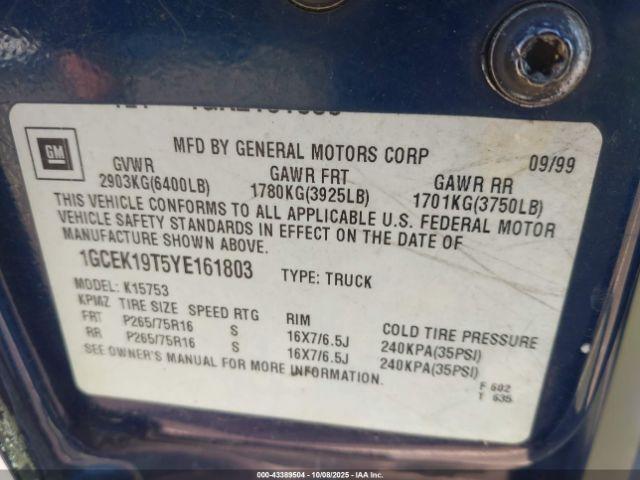 GM
MFD BY GENERAL MOTORS CORP 09/99
GVWR GAWR FRT GAWR RR
2903KG(6400LB) 1780KG(3925LB) 1701KG(3750LB)
THIS VEHICLE CONFORMS TO ALL APPLICABLE U.S. FEDERAL MOTOR
VEHICLE SAFETY STANDARDS IN EFFECT ON THE DATE OF
MANUFACTURE SHOWN ABOVE.
1GCEK19T5YE161803 TYPE: TRUCK
MODEL: K15753
KPMZ TIRE SIZE SPEED RTG RIM COLD TIRE PRESSURE
FRT P265/75R16 S 16X7/6.5J 240KPA(35PSI)
RR P265/75R16 S 16X7/6.5J 240KPA(35PSI)
SEE OWNER'S MANUAL FOR MORE INFORMATION.
F 602
T 635
000-43389504 - 10/08/2025 - IAAI.COM